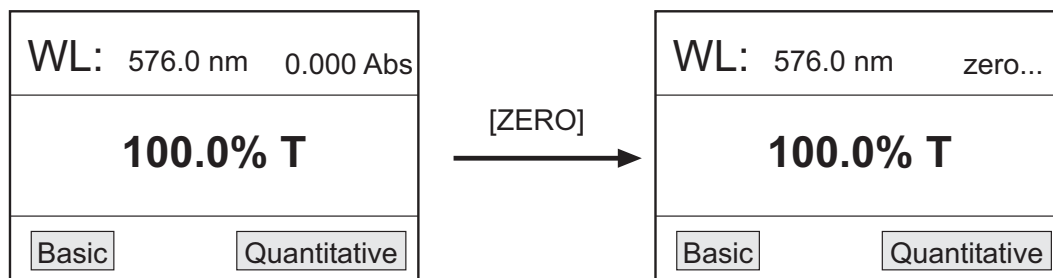 WL: 576.0 nm 0.000 Abs
100.0% T
Basic Quantitative
[ZERO]
WL: 576.0 nm zero...
100.0% T
Basic Quantitative